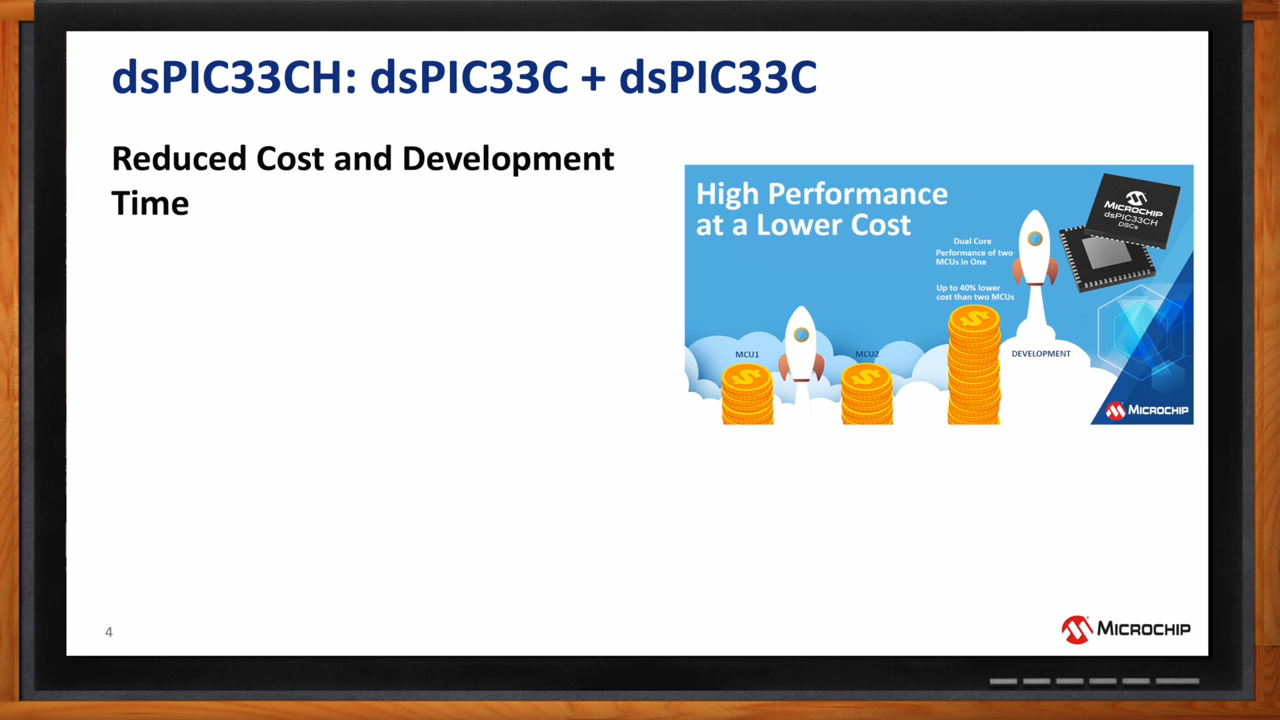 dsPIC33CH: dsPIC33C + dsPIC33C
Reduced Cost and Development
Time
High Performance
at a Lower Cost
MICROCHIP
dsPIC33CH
DSCs
Dual Core
Performance of two
MCUs in One
Up to 40% lower
cost than two MCUs
MCU1
MCU2
DEVELOPMENT
MICROCHIP
4
MICROCHIP